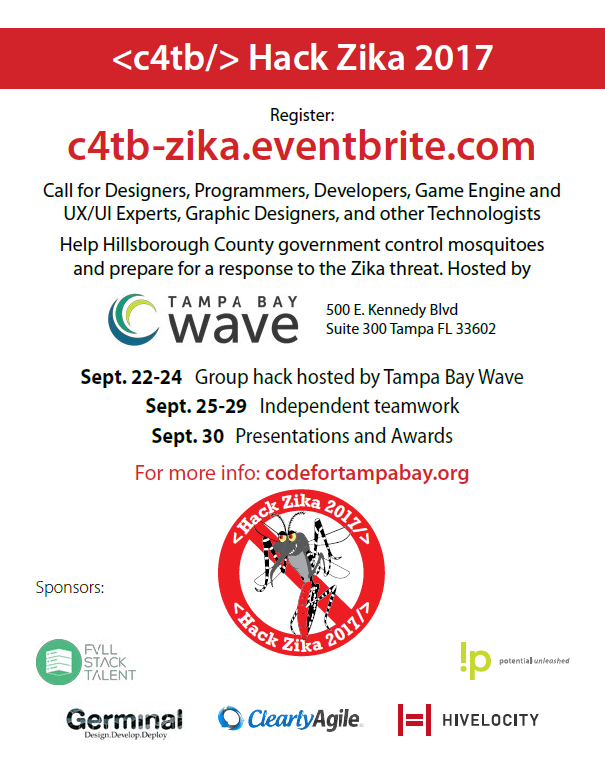 <c4tb/> Hack Zika 2017
Register:
c4tb-zika.eventbrite.com
Call for Designers, Programmers, Developers, Game Engine and
UX/UI Experts, Graphic Designers, and other Technologists
Help Hillsborough County government control mosquitoes
and prepare for a response to the Zika threat. Hosted by
TAMPA BAY
wave
500 E. Kennedy Blvd
Suite 300 Tampa FL 33602
Sept. 22-24 Group hack hosted by Tampa Bay Wave
Sept. 25-29 Independent teamwork
Sept. 30 Presentations and Awards
For more info: codefortampabay.org
<Hack Zika 2017/>
<Hack Zika 2017/>
Sponsors:
FVLL
STACK
TALENT
!p potential unleashed
Germinal
Design.Develop.Deploy
ClearlyAgile
HIVELOCITY